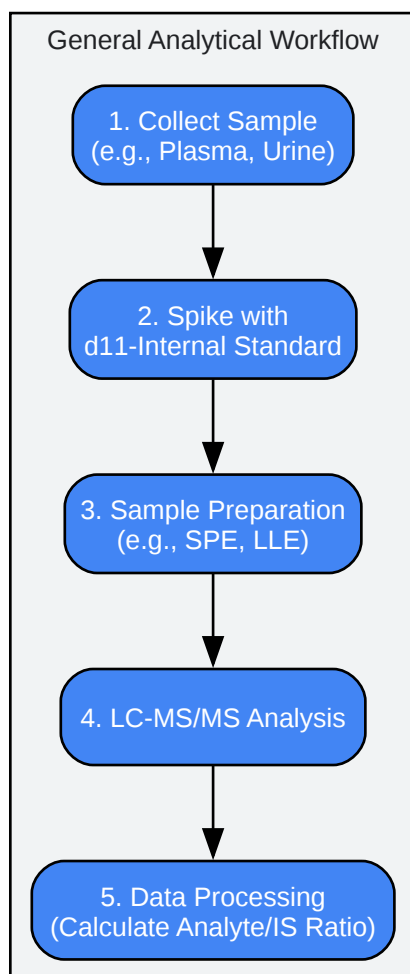 General Analytical Workflow
1. Collect Sample
(e.g., Plasma, Urine)
2. Spike with
d11-Internal Standard
3. Sample Preparation
(e.g., SPE, LLE)
4. LC-MS/MS Analysis
5. Data Processing
(Calculate Analyte/IS Ratio)